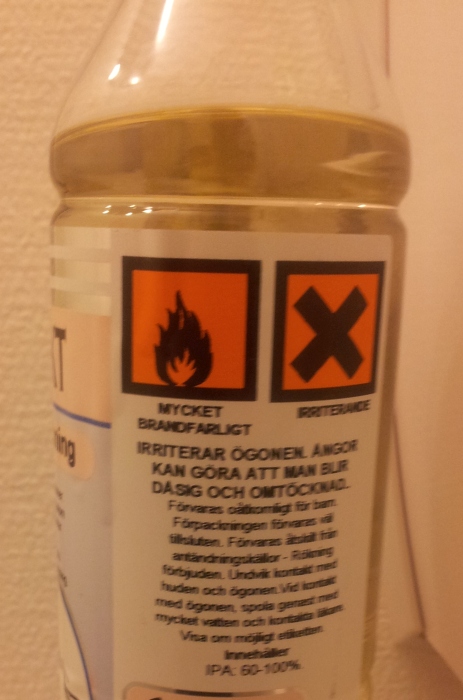 MYCKET
BRANDFARLIGT
IRRITERANDE
IRRITERAR ÖGONEN. ÅNGOR
KAN GÖRA ATT MAN BLIR
DÅSIG OCH OMTÖCKNAD.
Förvaras oåtkomligt för barn.
Förpackningen förvaras väl
tillsluten. Förvaras åtskilt från
antändningskällor - Rökning
förbjuden. Undvik kontakt med
huden och ögonen. Vid kontakt
med ögonen, spola genast med
mycket vatten och kontakta läkare.
Visa om möjligt etiketten.
Innehåller
IPA: 60-100%